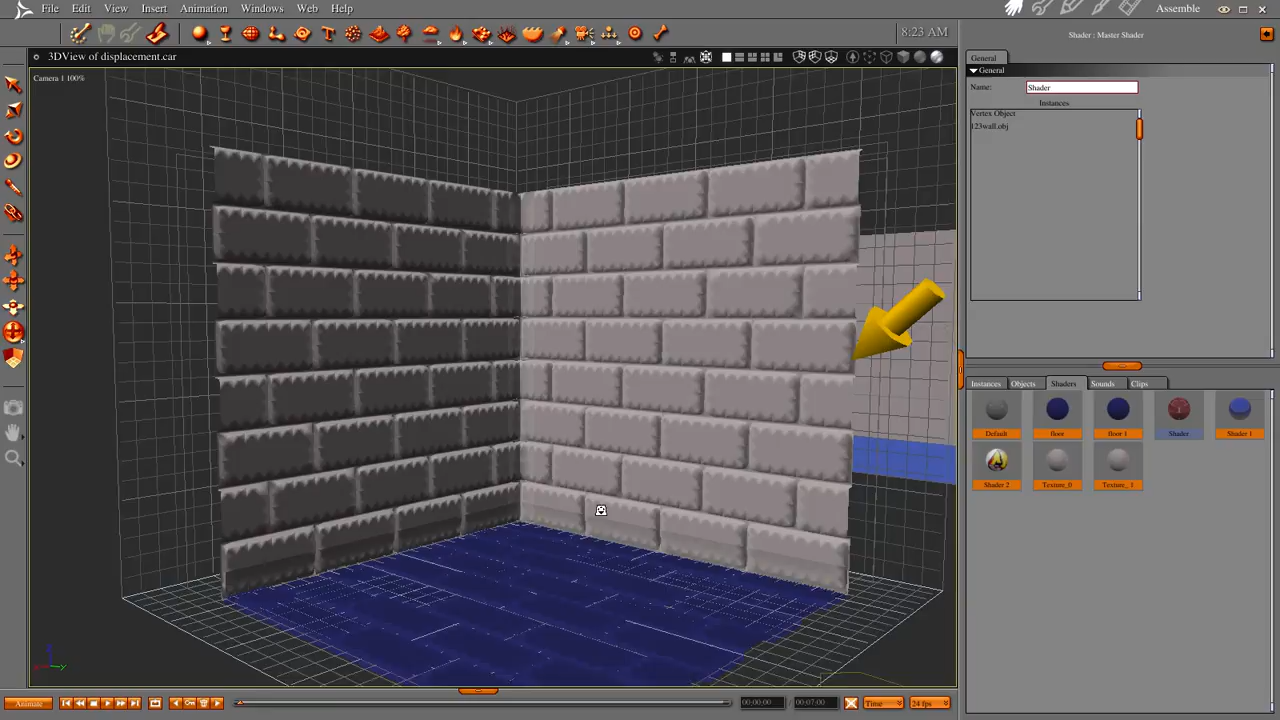 File Edit View Insert Animation Windows Web Help
8:23 AM
Assemble
3DView of displacement.car
Camera 1 100%
Shader : Master Shader
General
General
Name: Shader
Instances
Vertex Object
123wall.obj
Instances Objects Shaders Sounds Clips
Default floor floor 1 Shader Shader 1
Shader 2 Texture_0 Texture_ 1
Animate
00:00:00 / 00:07:00 Time 24 fps